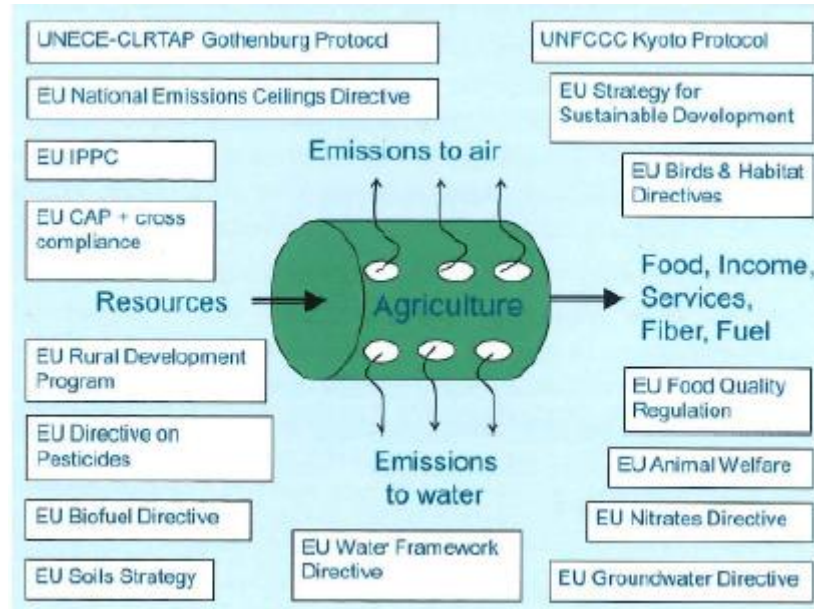 UNECE-CLRTAP Gothenburg Protocol
UNFCCC Kyoto Protocol
EU National Emissions Ceilings Directive
EU Strategy for
Sustainable Development
EU IPPC
Emissions to air
EU Birds & Habitat
Directives
EU CAP + cross
compliance
Resources
Agriculture
Food, Income,
Services,
Fiber, Fuel
EU Rural Development
Program
EU Food Quality
Regulation
EU Directive on
Pesticides
Emissions
to water
EU Animal Welfare
EU Biofuel Directive
EU Nitrates Directive
EU Water Framework
Directive
EU Soils Strategy
EU Groundwater Directive